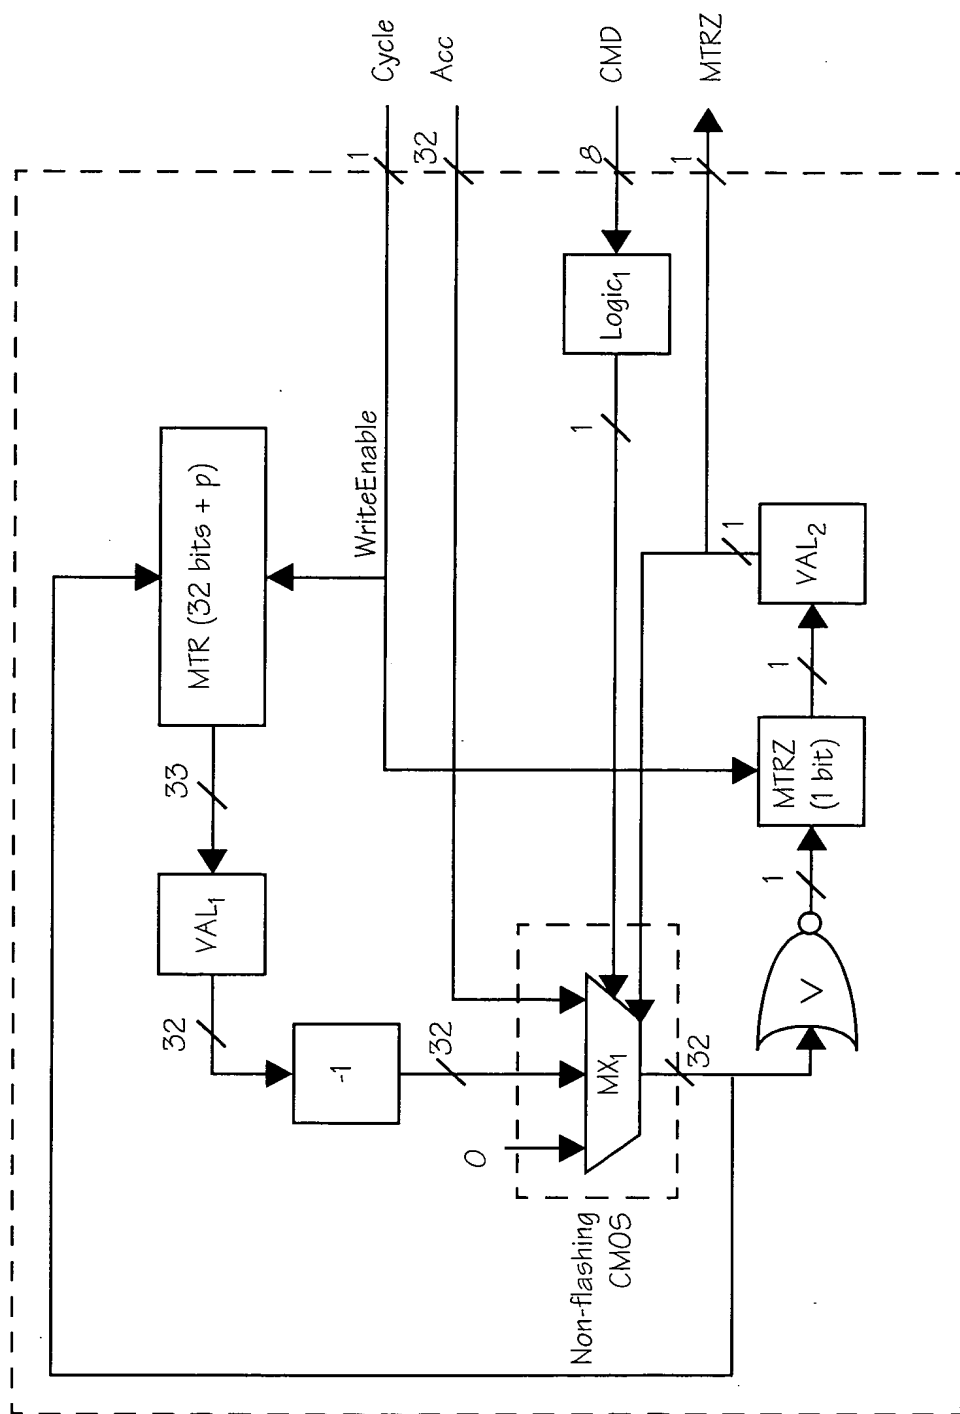 Cycle
Acc
CMD
MTRZ
1
32
8
1
Logic₁
1
WriteEnable
MTR (32 bits + p)
1
VAL₂
1
MTRZ
(1 bit)
33
VAL₁
1
V
32
-1
32
MX₁
32
0
Non-flashing
CMOS